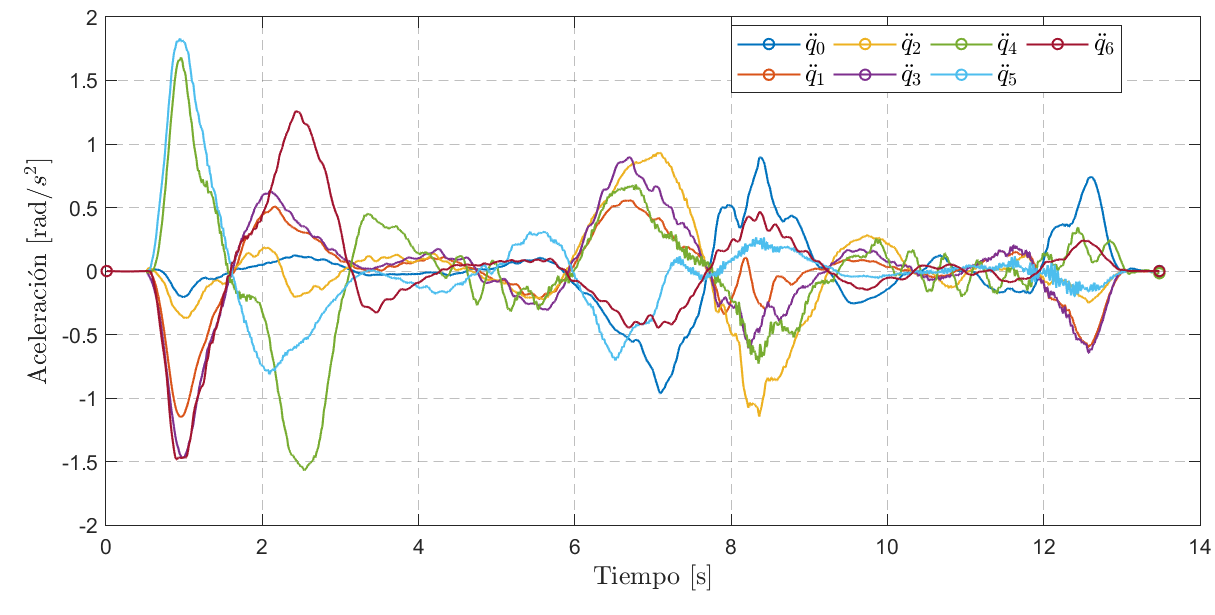 2
1.5
1
0.5
0
-0.5
-1
-1.5
-2
Aceleración [rad/s²]
q̈₀ q̈₂ q̈₄ q̈₆
q̈₁ q̈₃ q̈₅
0 2 4 6 8 10 12 14
Tiempo [s]